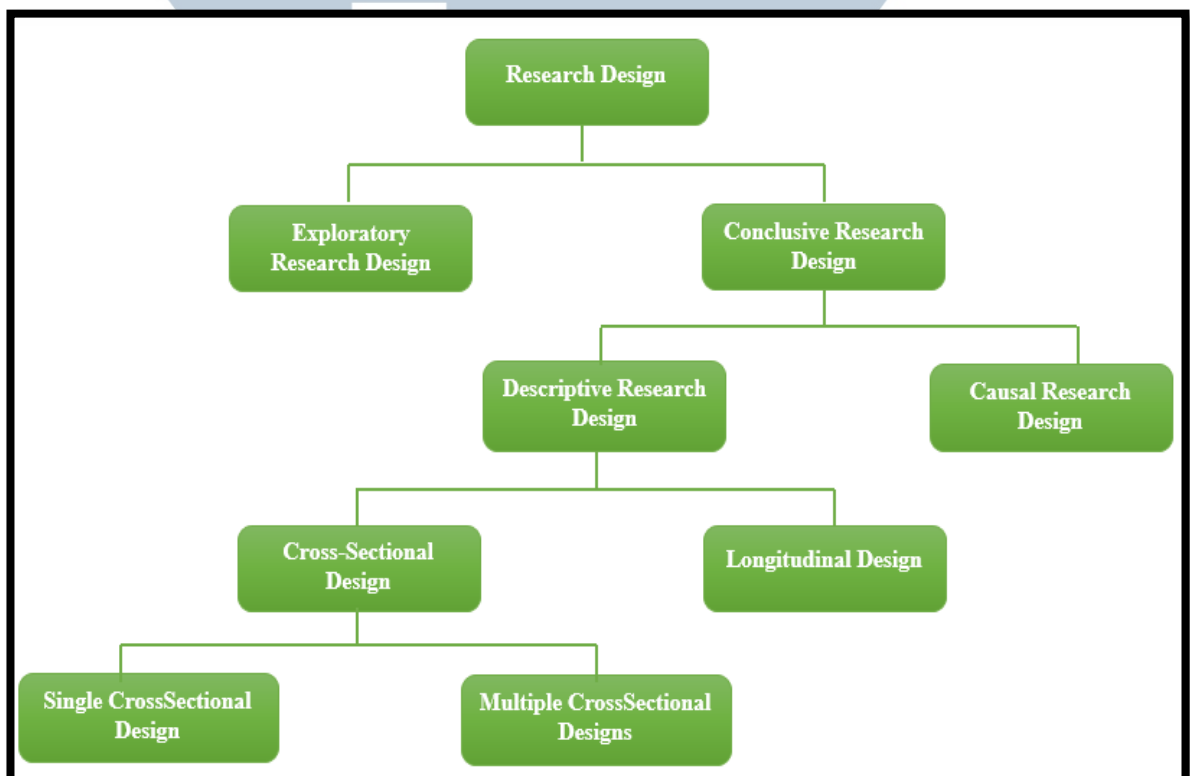 Research Design
Exploratory
Research Design
Conclusive Research
Design
Descriptive Research
Design
Causal Research
Design
Cross-Sectional
Design
Longitudinal Design
Single CrossSectional
Design
Multiple CrossSectional
Designs